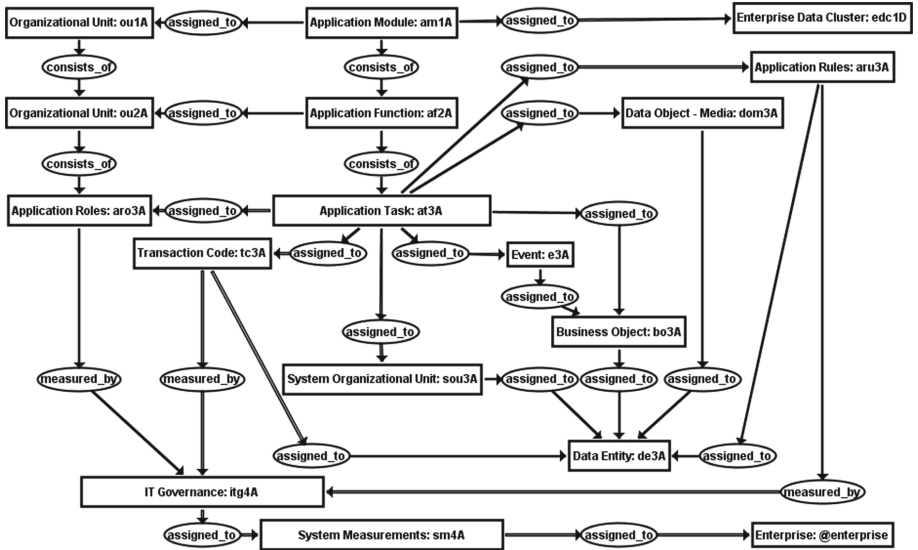 Organizational Unit: ou1A
assigned_to
Application Module: am1A
assigned_to
Enterprise Data Cluster: edc1D
consists_of
consists_of
assigned_to
Application Rules: aru3A
Organizational Unit: ou2A
assigned_to
Application Function: af2A
assigned_to
Data Object - Media: dom3A
consists_of
consists_of
Application Roles: aro3A
assigned_to
Application Task: at3A
assigned_to
Transaction Code: tc3A
assigned_to
assigned_to
Event: e3A
assigned_to
assigned_to
Business Object: bo3A
measured_by
measured_by
System Organizational Unit: sou3A
assigned_to
assigned_to
assigned_to
assigned_to
Data Entity: de3A
assigned_to
IT Governance: itg4A
measured_by
assigned_to
System Measurements: sm4A
assigned_to
Enterprise: @enterprise